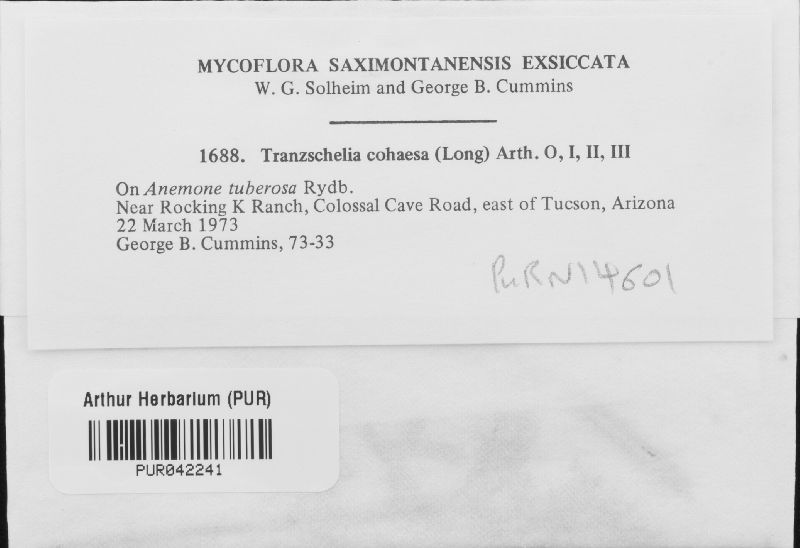 MYCOFLORA SAXIMONTANENSIS EXSICCATA
W. G. Solheim and George B. Cummins
1688. Tranzschelia cohaesa (Long) Arth. O, I, II, III
On Anemone tuberosa Rydb.
Near Rocking K Ranch, Colossal Cave Road, east of Tucson, Arizona
22 March 1973
George B. Cummins, 73-33
PURN14601
Arthur Herbarium (PUR)
PUR042241